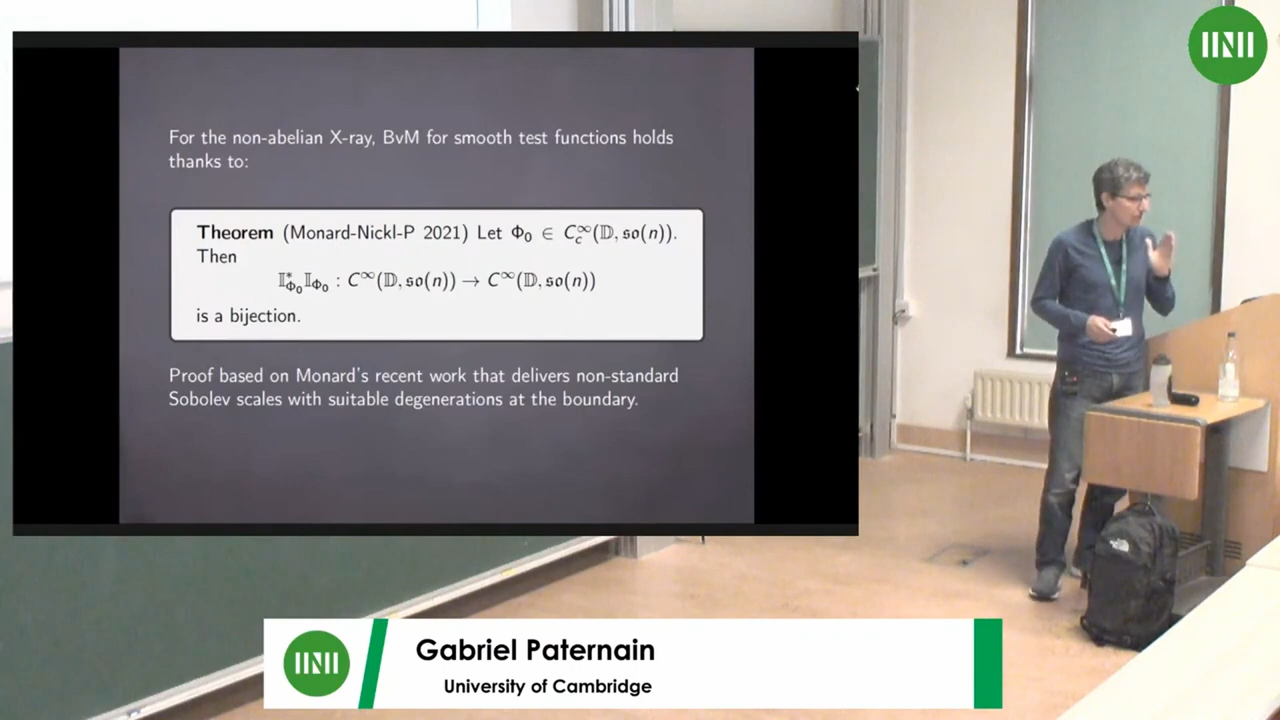 For the non-abelian X-ray, BvM for smooth test functions holds
thanks to:
Theorem (Monard-Nickl-P 2021) Let Φ₀ ∈ C_c^∞(𝔻, 𝔰𝔬(n)).
Then
𝕀*_{Φ₀}𝕀_{Φ₀} : C^∞(𝔻, 𝔰𝔬(n)) → C^∞(𝔻, 𝔰𝔬(n))
is a bijection.
Proof based on Monard's recent work that delivers non-standard
Sobolev scales with suitable degenerations at the boundary.
Gabriel Paternain
University of Cambridge